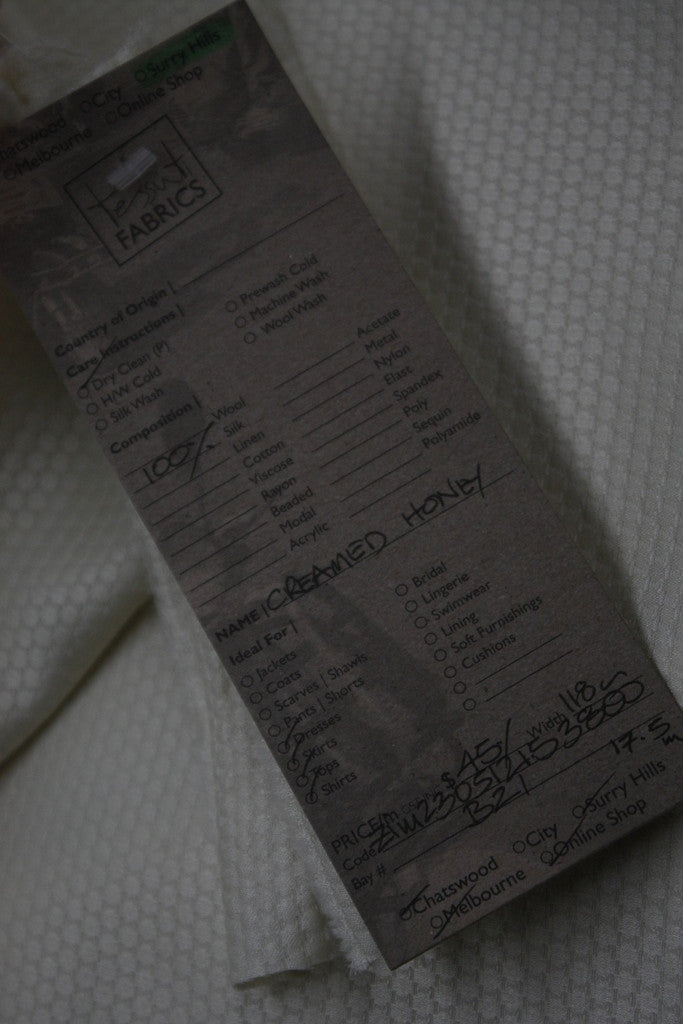 Chatswood City Surry Hills
Melbourne Online Shop
tessuti
FABRICS
Country of Origin |
Care Instructions |
Dry Clean (P)
H/W Cold
Silk Wash
Prewash Cold
Machine Wash
Wool Wash
Composition |
Wool
100% Silk
Linen
Cotton
Viscose
Rayon
Beaded
Modal
Acrylic
Acetate
Metal
Nylon
Elast
Spandex
Poly
Sequin
Polyamide
NAME | CREAMED HONEY
Ideal For |
Jackets
Coats
Scarves | Shawls
Pants | Shorts
Dresses
Skirts
Tops
Shirts
Bridal
Lingerie
Swimwear
Lining
Soft Furnishings
Cushions
PRICE/m $45/ Width 118
Code
Bay # B21 17.5m
Chatswood City Surry Hills
Melbourne Online Shop